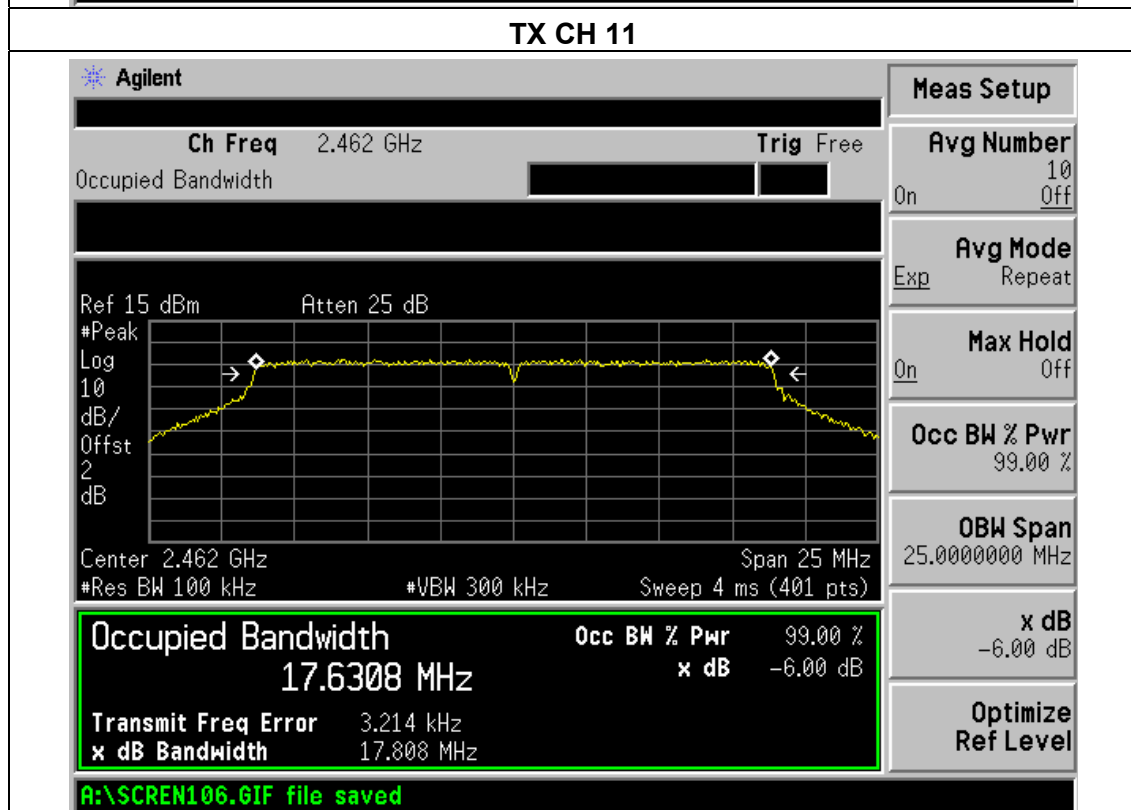 TX CH 11
Agilent
Ch Freq 2.462 GHz Trig Free
Occupied Bandwidth
Ref 15 dBm Atten 25 dB
#Peak
Log
10
dB/
Offst
2
dB
Center 2.462 GHz Span 25 MHz
#Res BW 100 kHz #VBW 300 kHz Sweep 4 ms (401 pts)
Occupied Bandwidth
17.6308 MHz
Occ BW % Pwr 99.00 %
x dB -6.00 dB
Transmit Freq Error 3.214 kHz
x dB Bandwidth 17.808 MHz
A:\SCREN106.GIF file saved
Meas Setup
Avg Number
10
On Off
Avg Mode
Exp Repeat
Max Hold
On Off
Occ BW % Pwr
99.00 %
OBW Span
25.0000000 MHz
x dB
-6.00 dB
Optimize
Ref Level